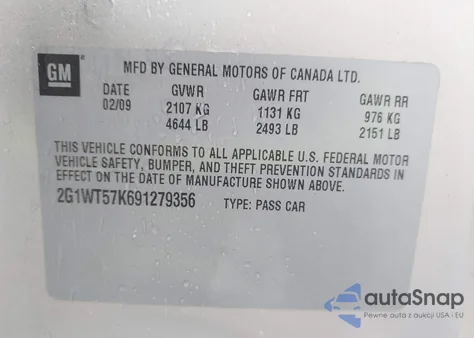 GM
MFD BY GENERAL MOTORS OF CANADA LTD.
DATE GVWR GAWR FRT GAWR RR
02/09 2107 KG 1131 KG 976 KG
4644 LB 2493 LB 2151 LB
THIS VEHICLE CONFORMS TO ALL APPLICABLE U.S. FEDERAL MOTOR
VEHICLE SAFETY, BUMPER, AND THEFT PREVENTION STANDARDS IN
EFFECT ON THE DATE OF MANUFACTURE SHOWN ABOVE.
2G1WT57K691279356 TYPE: PASS CAR
autoSnap
Pewne auta z aukcji USA i EU